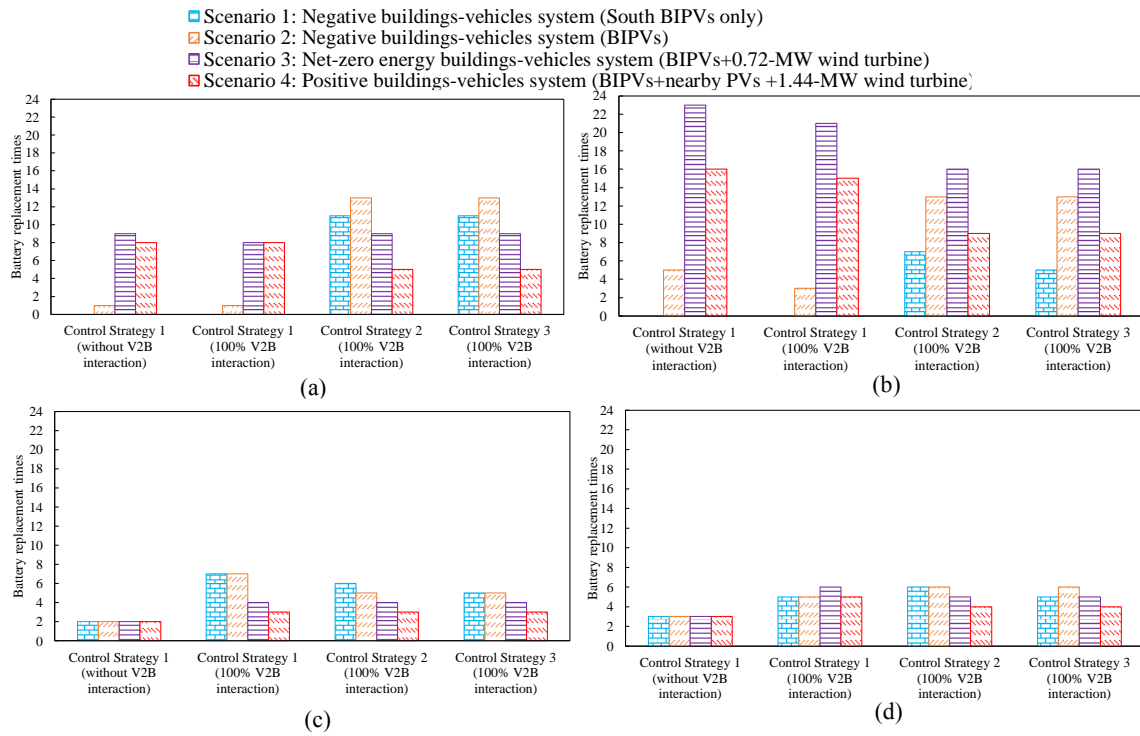 Scenario 1: Negative buildings-vehicles system (South BIPVs only)
Scenario 2: Negative buildings-vehicles system (BIPVs)
Scenario 3: Net-zero energy buildings-vehicles system (BIPVs+0.72-MW wind turbine)
Scenario 4: Positive buildings-vehicles system (BIPVs+nearby PVs +1.44-MW wind turbine)
Battery replacement times
24
22
20
18
16
14
12
10
8
6
4
2
0
Control Strategy 1
(without V2B
interaction)
Control Strategy 1
(100% V2B
interaction)
Control Strategy 2
(100% V2B
interaction)
Control Strategy 3
(100% V2B
interaction)
(a)
Battery replacement times
24
22
20
18
16
14
12
10
8
6
4
2
0
Control Strategy 1
(without V2B
interaction)
Control Strategy 1
(100% V2B
interaction)
Control Strategy 2
(100% V2B
interaction)
Control Strategy 3
(100% V2B
interaction)
(b)
Battery replacement times
24
22
20
18
16
14
12
10
8
6
4
2
0
Control Strategy 1
(without V2B
interaction)
Control Strategy 1
(100% V2B
interaction)
Control Strategy 2
(100% V2B
interaction)
Control Strategy 3
(100% V2B
interaction)
(c)
Battery replacement times
24
22
20
18
16
14
12
10
8
6
4
2
0
Control Strategy 1
(without V2B
interaction)
Control Strategy 1
(100% V2B
interaction)
Control Strategy 2
(100% V2B
interaction)
Control Strategy 3
(100% V2B
interaction)
(d)